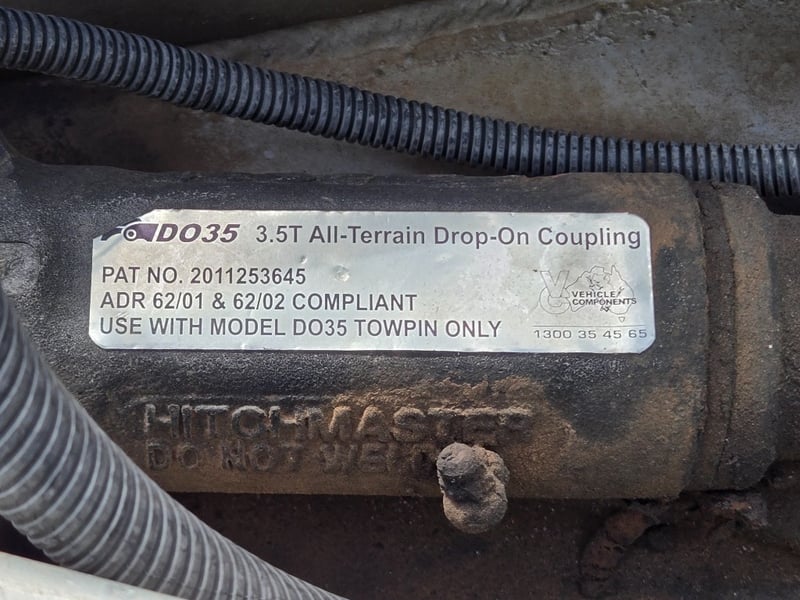 DO35 3.5T All-Terrain Drop-On Coupling
PAT NO. 2011253645
ADR 62/01 & 62/02 COMPLIANT
USE WITH MODEL DO35 TOWPIN ONLY
VC
VEHICLE
COMPONENTS
1300 35 45 65
HITCHMASTER
DO NOT WELD